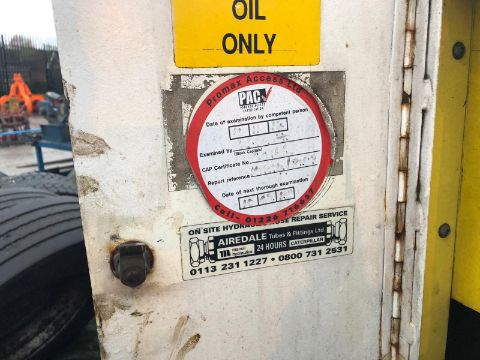 OIL
ONLY
Promax Access Ltd
PAC
Date of examination by competent person
Examined by
CAP Certificate No
Report reference
Date of next thorough examination
Call - 01226 716657
ON SITE HYDRAULIC HOSE REPAIR SERVICE
AIREDALE Tubes & Fittings Ltd
24 HOURS CATERPILLAR
0113 231 1227 • 0800 731 2531